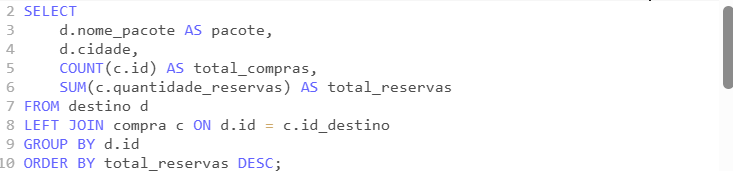 2 SELECT
3     d.nome_pacote AS pacote,
4     d.cidade,
5     COUNT(c.id) AS total_compras,
6     SUM(c.quantidade_reservas) AS total_reservas
7 FROM destino d
8 LEFT JOIN compra c ON d.id = c.id_destino
9 GROUP BY d.id
10 ORDER BY total_reservas DESC;